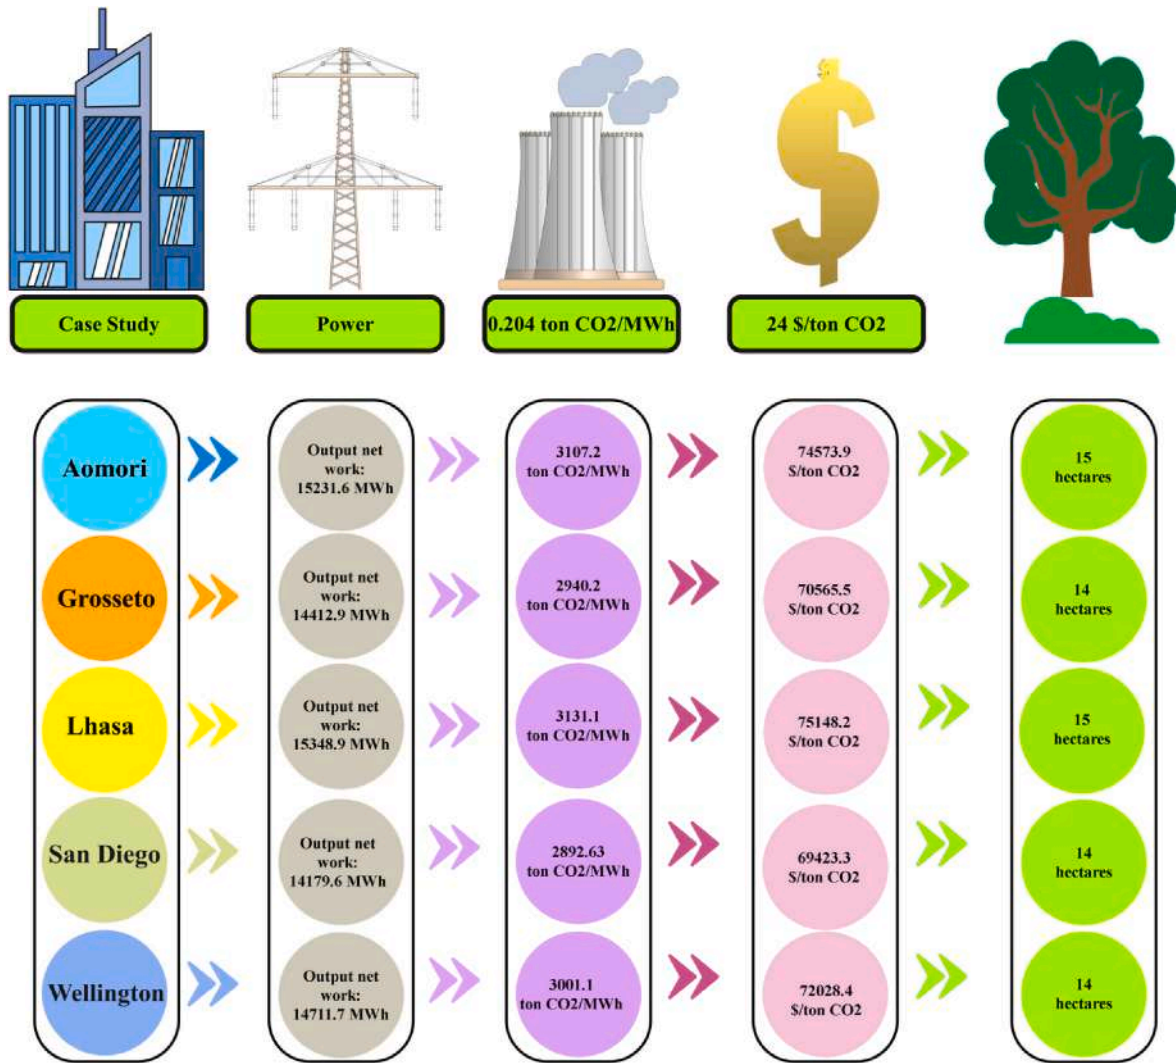 Case Study
Power
0.204 ton CO2/MWh
24 $/ton CO2
Aomori
Output net
work:
15231.6 MWh
3107.2
ton CO2/MWh
74573.9
$/ton CO2
15
hectares
Grosseto
Output net
work:
14412.9 MWh
2940.2
ton CO2/MWh
70565.5
$/ton CO2
14
hectares
Lhasa
Output net
work:
15348.9 MWh
3131.1
ton CO2/MWh
75148.2
$/ton CO2
15
hectares
San Diego
Output net
work:
14179.6 MWh
2892.63
ton CO2/MWh
69423.3
$/ton CO2
14
hectares
Wellington
Output net
work:
14711.7 MWh
3001.1
ton CO2/MWh
72028.4
$/ton CO2
14
hectares